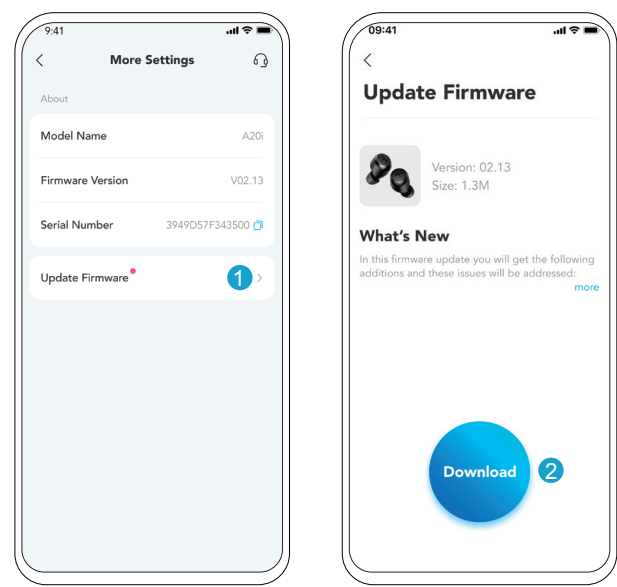 9:41
More Settings
About
Model Name A20i
Firmware Version V02.13
Serial Number 3949D57F343500
Update Firmware 1
09:41
Update Firmware
Version: 02.13
Size: 1.3M
What's New
In this firmware update you will get the following
additions and these issues will be addressed:
more
Download 2